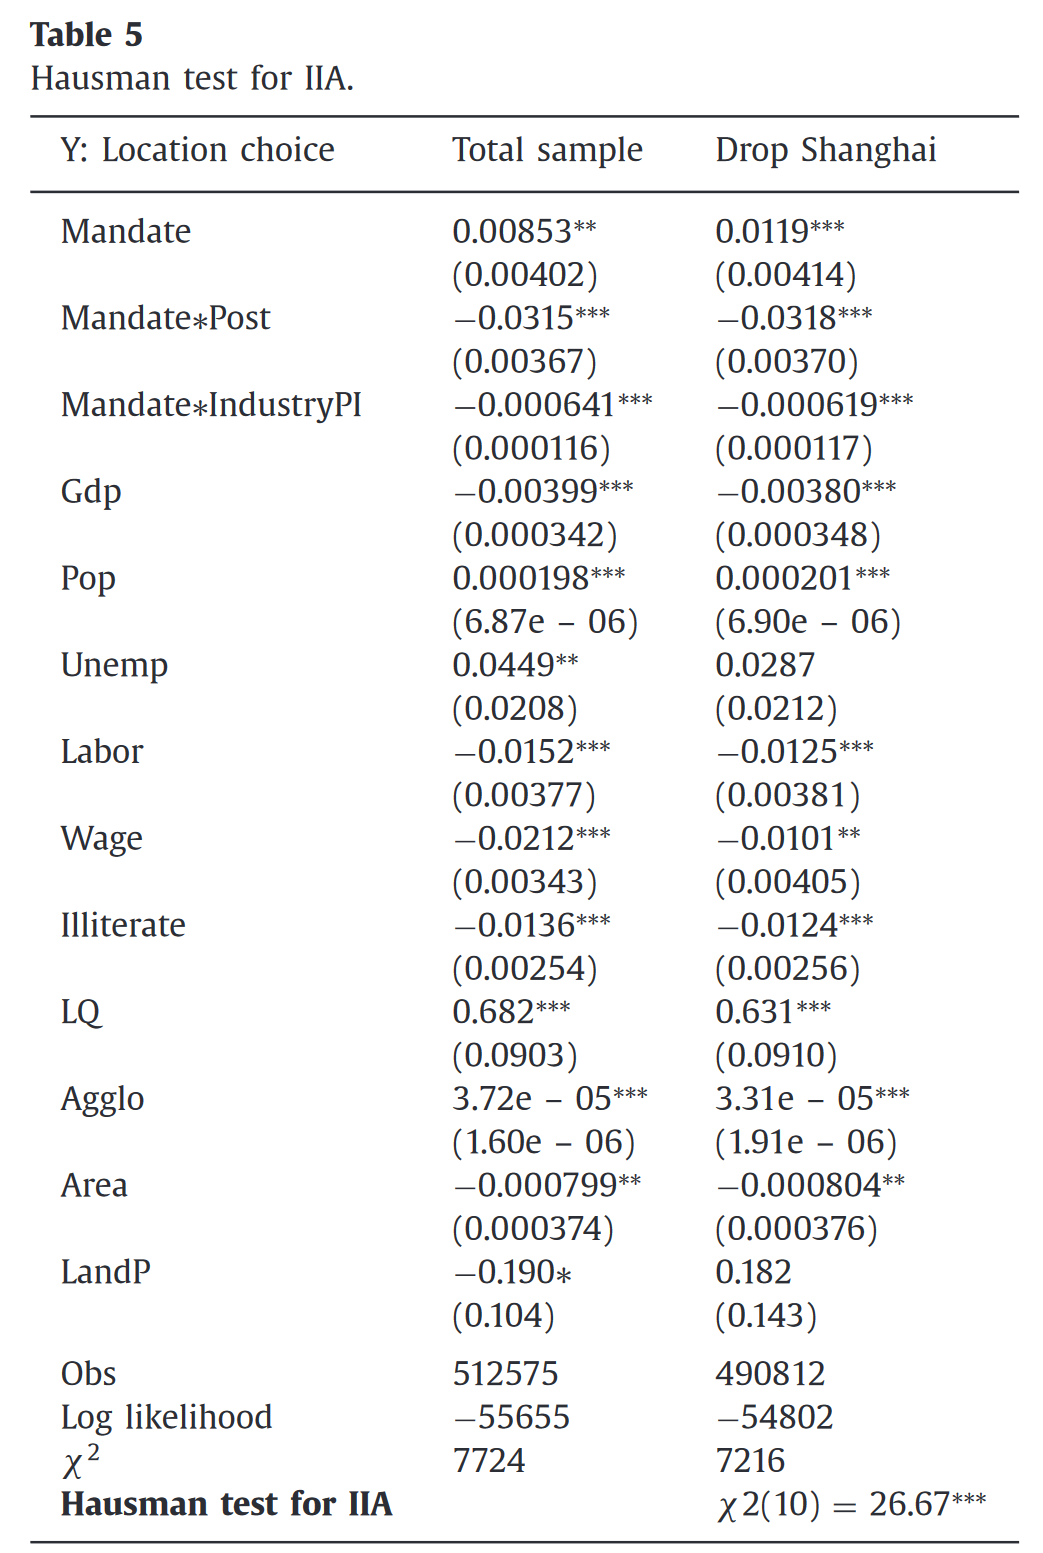 Table 5
Hausman test for IIA.
Y: Location choice Total sample Drop Shanghai
Mandate 0.00853** 0.0119***
(0.00402) (0.00414)
Mandate∗Post −0.0315*** −0.0318***
(0.00367) (0.00370)
Mandate∗IndustryPI −0.000641*** −0.000619***
(0.000116) (0.000117)
Gdp −0.00399*** −0.00380***
(0.000342) (0.000348)
Pop 0.000198*** 0.000201***
(6.87e – 06) (6.90e – 06)
Unemp 0.0449** 0.0287
(0.0208) (0.0212)
Labor −0.0152*** −0.0125***
(0.00377) (0.00381)
Wage −0.0212*** −0.0101**
(0.00343) (0.00405)
Illiterate −0.0136*** −0.0124***
(0.00254) (0.00256)
LQ 0.682*** 0.631***
(0.0903) (0.0910)
Agglo 3.72e – 05*** 3.31e – 05***
(1.60e – 06) (1.91e – 06)
Area −0.000799** −0.000804**
(0.000374) (0.000376)
LandP −0.190∗ 0.182
(0.104) (0.143)
Obs 512575 490812
Log likelihood −55655 −54802
χ² 7724 7216
Hausman test for IIA χ2(10) = 26.67***